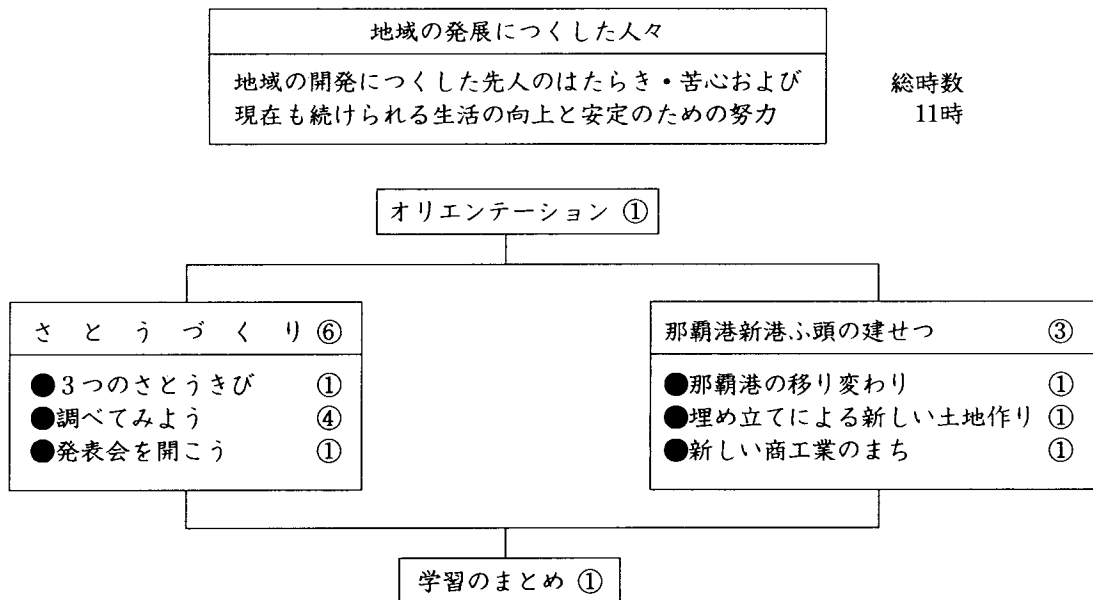 地域の発展につくした人々
地域の開発につくした先人のはたらき・苦心および
現在も続けられる生活の向上と安定のための努力
総時数
11時
オリエンテーション ①
さとうづくり ⑥
●3つのさとうきび ①
●調べてみよう ④
●発表会を開こう ①
那覇港新港ふ頭の建せつ ③
●那覇港の移り変わり ①
●埋め立てによる新しい土地作り ①
●新しい商工業のまち ①
学習のまとめ ①